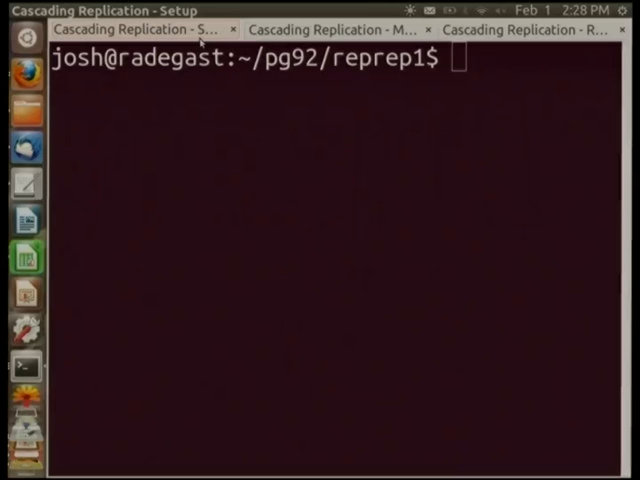 Cascading Replication - Setup
Feb 1 2:28 PM
Cascading Replication - S... ×
Cascading Replication - M... ×
Cascading Replication - R... ×
josh@radegast:~/pg92/reprep1$